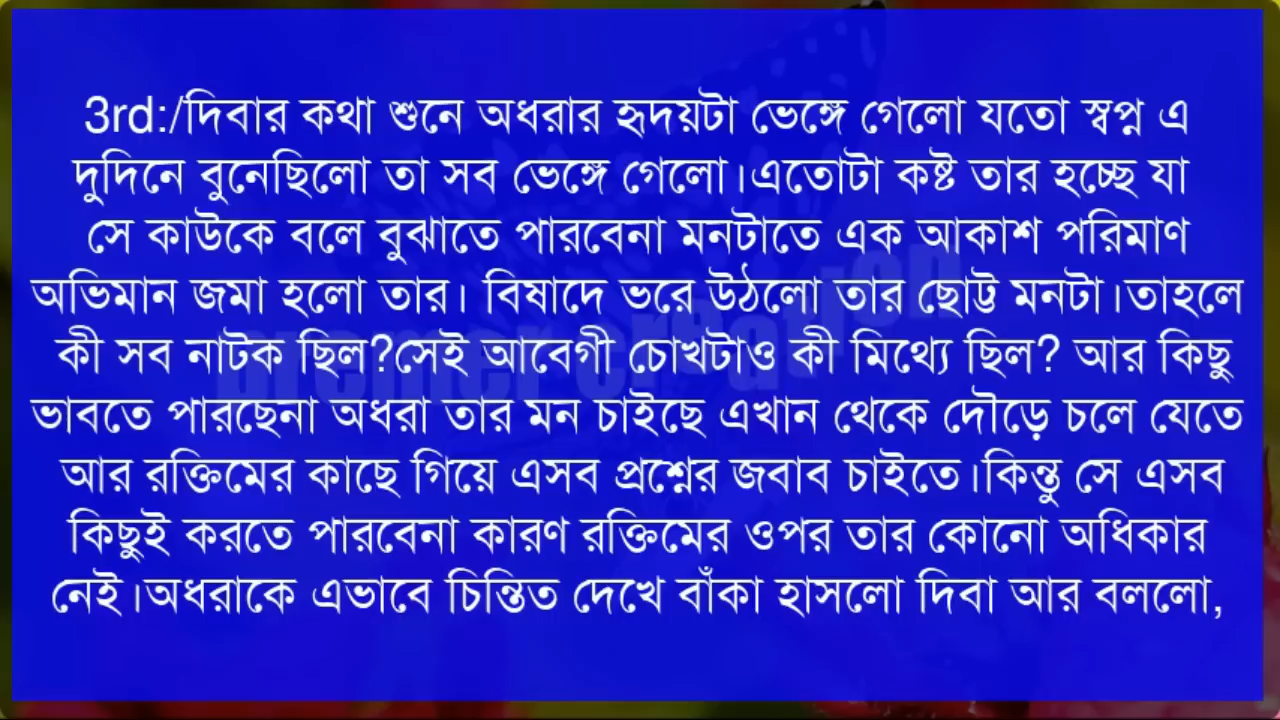 3rd:/দিবার কথা শুনে অধরার হৃদয়টা ভেঙ্গে গেলো যতো স্বপ্ন এ
দুদিনে বুনেছিলো তা সব ভেঙ্গে গেলো।এতোটা কষ্ট তার হচ্ছে যা
সে কাউকে বলে বুঝাতে পারবেনা মনটাতে এক আকাশ পরিমাণ
অভিমান জমা হলো তার। বিষাদে ভরে উঠলো তার ছোট্ট মনটা।তাহলে
কী সব নাটক ছিল?সেই আবেগী চোখটাও কী মিথ্যে ছিল? আর কিছু
ভাবতে পারছেনা অধরা তার মন চাইছে এখান থেকে দৌড়ে চলে যেতে
আর রক্তিমের কাছে গিয়ে এসব প্রশ্নের জবাব চাইতে।কিন্তু সে এসব
কিছুই করতে পারবেনা কারণ রক্তিমের ওপর তার কোনো অধিকার
নেই।অধরাকে এভাবে চিন্তিত দেখে বাঁকা হাসলো দিবা আর বললো,